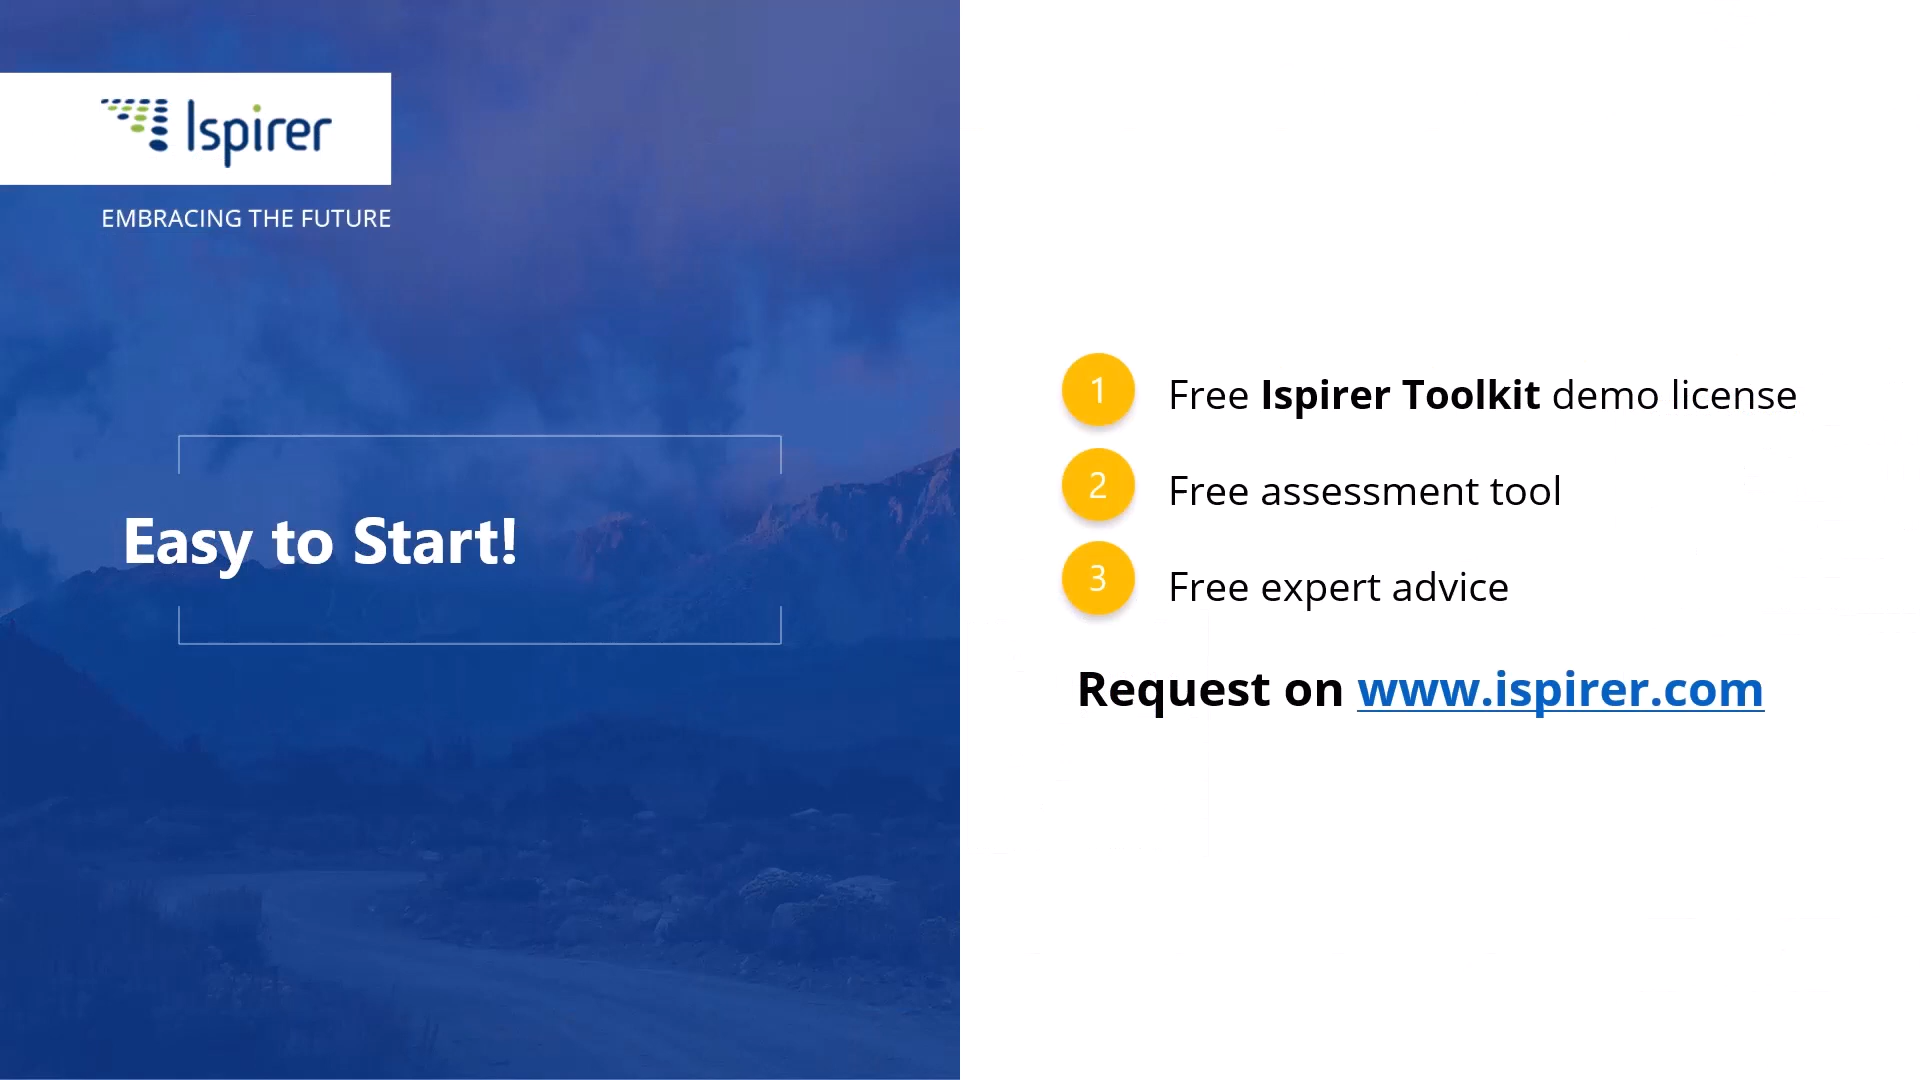 Ispirer
EMBRACING THE FUTURE
Easy to Start!
1 Free Ispirer Toolkit demo license
2 Free assessment tool
3 Free expert advice
Request on www.ispirer.com